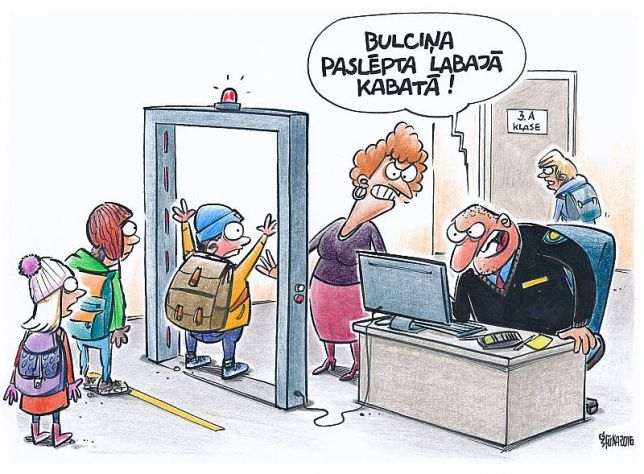 BULCIŅA
PASLĒPTA LABAJĀ
KABATĀ!
3. A
KLASE